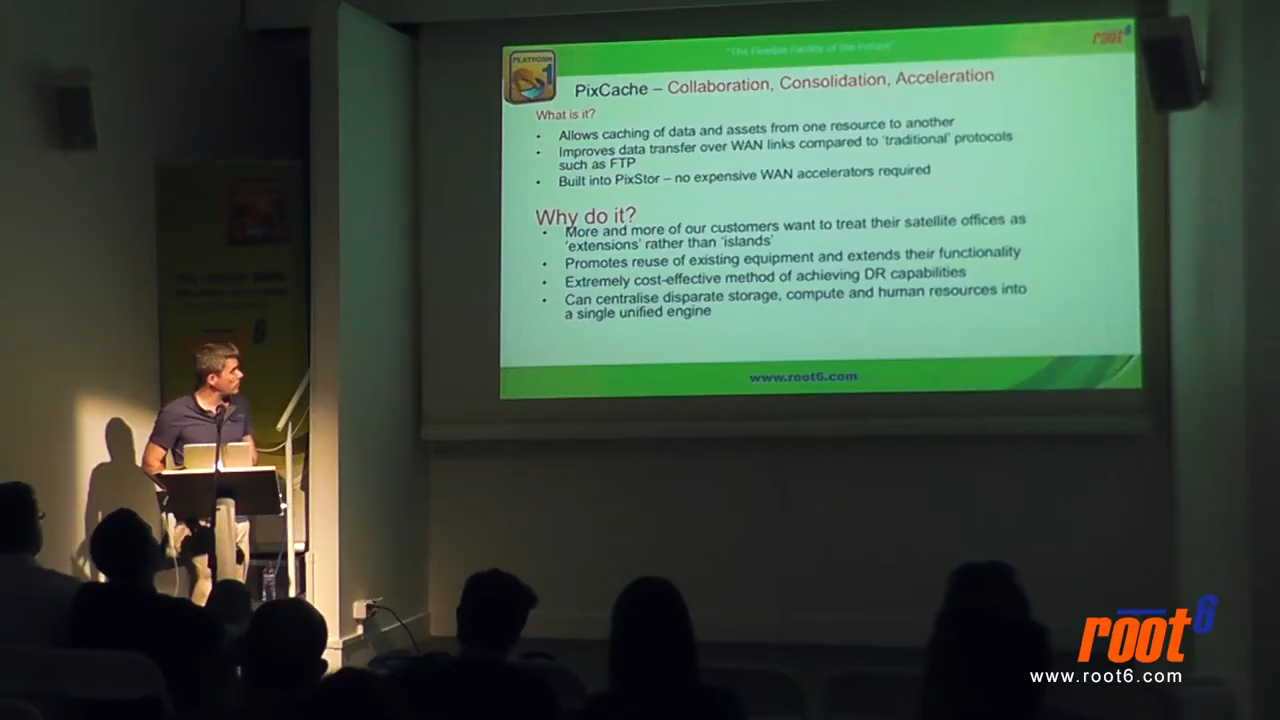 "The Flexible Facility of the Future"
root6
PLATFORM
1
PixCache – Collaboration, Consolidation, Acceleration
What is it?
• Allows caching of data and assets from one resource to another
• Improves data transfer over WAN links compared to 'traditional' protocols
such as FTP
• Built into PixStor – no expensive WAN accelerators required
Why do it?
• More and more of our customers want to treat their satellite offices as
'extensions' rather than 'islands'
• Promotes reuse of existing equipment and extends their functionality
• Extremely cost-effective method of achieving DR capabilities
• Can centralise disparate storage, compute and human resources into
a single unified engine
www.root6.com
6
root6
www.root6.com